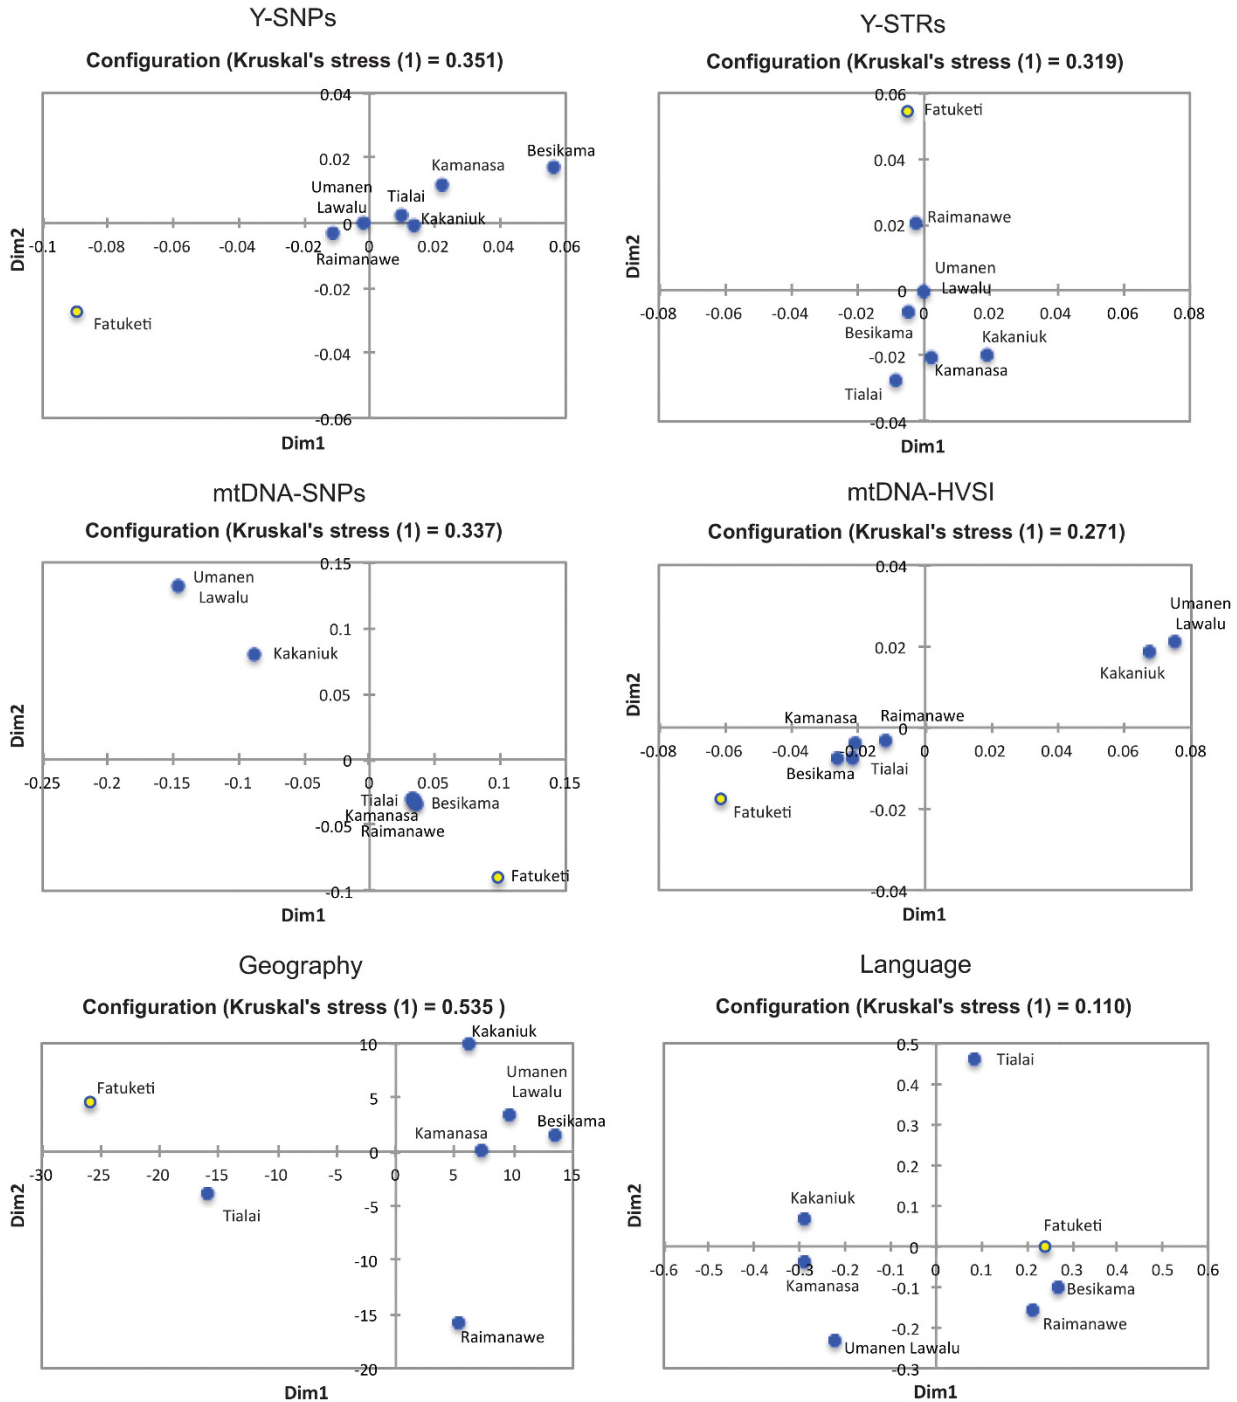 Y-SNPs
Configuration (Kruskal's stress (1) = 0.351)
0.04
0.02
0
-0.02
-0.04
-0.06
-0.1 -0.08 -0.06 -0.04 -0.02 0 0.02 0.04 0.06
Besikama
Kamanasa
Umanen
Lawalu
Tialai
Kakaniuk
Raimanawe
Fatuketi
Dim2
Dim1
Y-STRs
Configuration (Kruskal's stress (1) = 0.319)
0.06
0.04
0.02
0
-0.02
-0.04
-0.08 -0.06 -0.04 -0.02 0 0.02 0.04 0.06 0.08
Fatuketi
Raimanawe
Umanen
Lawalu
Besikama
Kakaniuk
Kamanasa
Tialai
Dim2
Dim1
mtDNA-SNPs
Configuration (Kruskal's stress (1) = 0.337)
0.15
0.1
0.05
0
-0.05
-0.1
-0.25 -0.2 -0.15 -0.1 -0.05 0 0.05 0.1 0.15
Umanen
Lawalu
Kakaniuk
Tialai
Besikama
Kamanasa
Raimanawe
Fatuketi
Dim2
Dim1
mtDNA-HVSI
Configuration (Kruskal's stress (1) = 0.271)
0.04
0.02
0
-0.02
-0.04
-0.08 -0.06 -0.04 -0.02 0 0.02 0.04 0.06 0.08
Umanen
Lawalu
Kakaniuk
Kamanasa
Raimanawe
Besikama
Tialai
Fatuketi
Dim2
Dim1
Geography
Configuration (Kruskal's stress (1) = 0.535 )
10
5
0
-5
-10
-15
-20
-30 -25 -20 -15 -10 -5 0 5 10 15
Kakaniuk
Fatuketi
Umanen
Lawalu
Besikama
Kamanasa
Tialai
Raimanawe
Dim2
Dim1
Language
Configuration (Kruskal's stress (1) = 0.110)
0.5
0.4
0.3
0.2
0.1
0
-0.1
-0.2
-0.3
-0.6 -0.5 -0.4 -0.3 -0.2 -0.1 0 0.1 0.2 0.3 0.4 0.5 0.6
Tialai
Kakaniuk
Fatuketi
Kamanasa
Besikama
Raimanawe
Umanen Lawalu
Dim2
Dim1